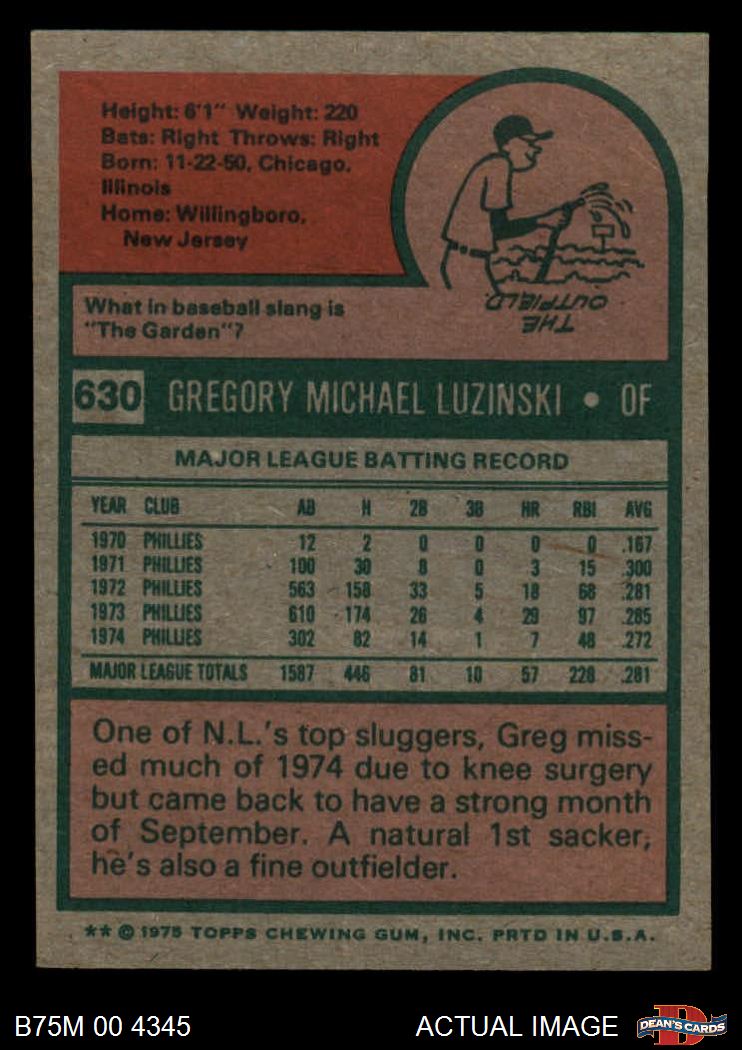 Height: 6'1" Weight: 220
Bats: Right Throws: Right
Born: 11-22-50, Chicago,
Illinois
Home: Willingboro,
New Jersey
What in baseball slang is
"The Garden"?
THE
OUTFIELD.
630 GREGORY MICHAEL LUZINSKI • OF
MAJOR LEAGUE BATTING RECORD
YEAR CLUB AB H 2B 3B HR RBI AVG
1970 PHILLIES 12 2 0 0 0 0 .167
1971 PHILLIES 100 30 8 0 3 15 .300
1972 PHILLIES 563 158 33 5 18 68 .281
1973 PHILLIES 610 174 26 4 29 97 .285
1974 PHILLIES 302 82 14 1 7 48 .272
MAJOR LEAGUE TOTALS 1587 446 81 10 57 228 .281
One of N.L.'s top sluggers, Greg miss-
ed much of 1974 due to knee surgery
but came back to have a strong month
of September. A natural 1st sacker,
he's also a fine outfielder.
** © 1975 TOPPS CHEWING GUM, INC. PRTD IN U.S.A.
B75M 00 4345 ACTUAL IMAGE DEAN'S CARDS